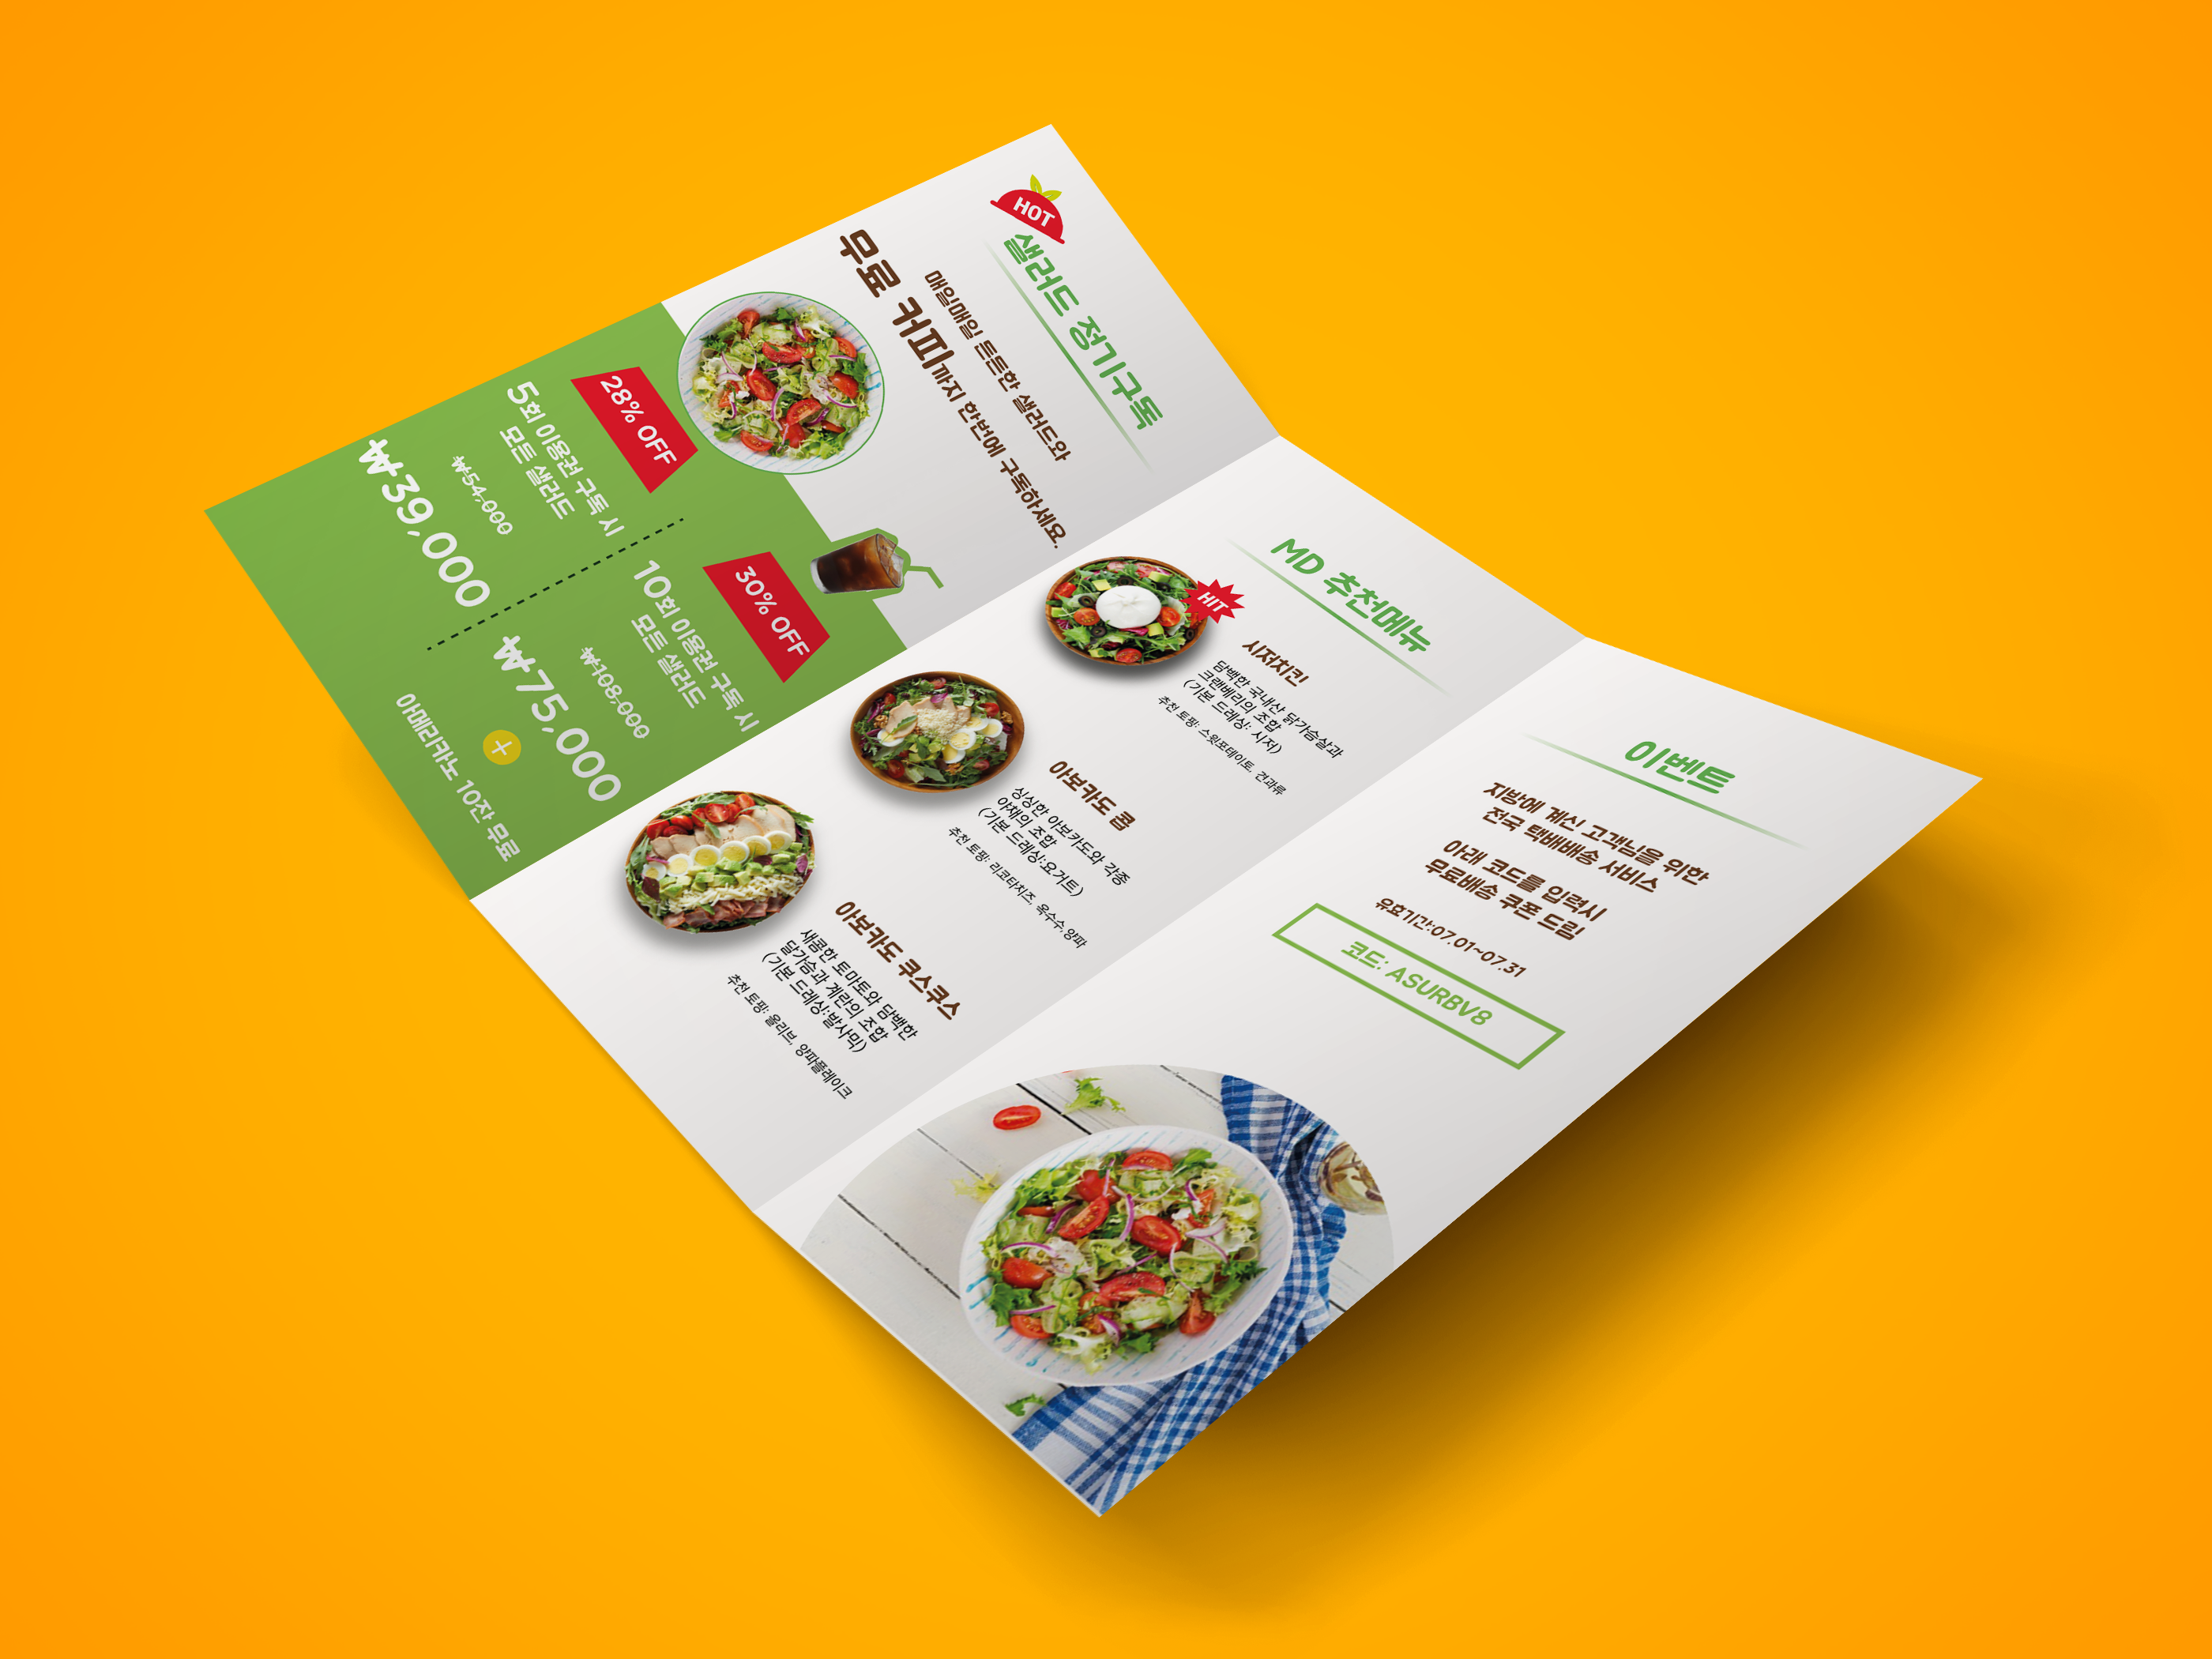 HOT
샐러드 정기구독
매일매일 든든한 샐러드와
무료 커피까지 한번에 구독하세요.
28% OFF
5회 이용권 구독 시
모든 샐러드
₩54,000
₩39,000
30% OFF
10회 이용권 구독 시
모든 샐러드
₩108,000
₩75,000
+
아메리카노 10잔 무료
MD 추천메뉴
HIT
시저치킨
담백한 국내산 닭가슴살과
크랜베리의 조합
(기본 드레싱: 시저)
추천 토핑: 스윗포테이토, 견과류
아보카도 콥
싱싱한 아보카도와 각종
야채의 조합
(기본 드레싱:요거트)
추천 토핑: 리코타치즈, 옥수수,양파
아보카도 쿠스쿠스
새콤한 토마토와 담백한
닭가슴과 계란의 조합
(기본 드레싱:발사믹)
추천 토핑: 올리브, 양파플레이크
이벤트
지방에 계신 고객님을 위한
전국 택배배송 서비스
아래 코드를 입력시
무료배송 쿠폰 드림
유효기간:07.01~07.31
코드: ASURBV8